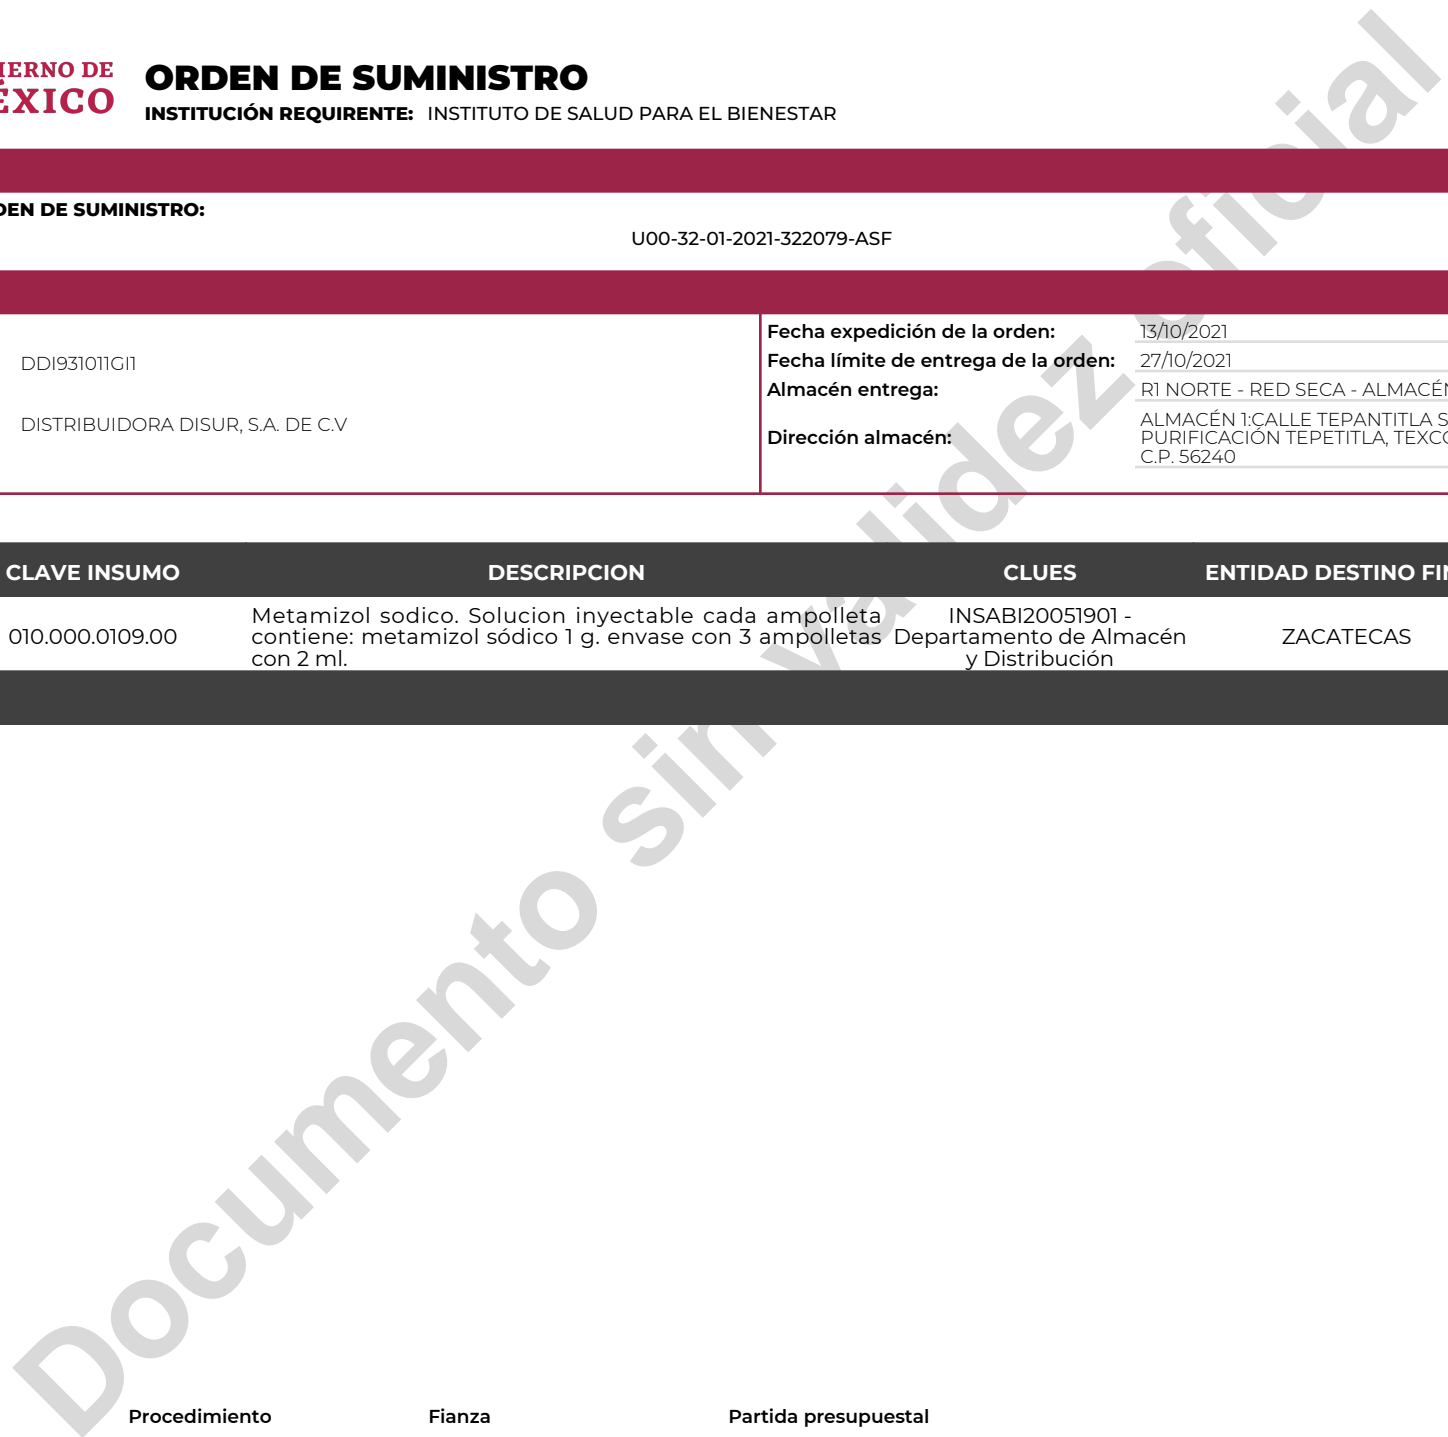 IERNO DE
ÉXICO
ORDEN DE SUMINISTRO
INSTITUCIÓN REQUIRENTE: INSTITUTO DE SALUD PARA EL BIENESTAR
DEN DE SUMINISTRO:
U00-32-01-2021-322079-ASF
DDI931011GI1
DISTRIBUIDORA DISUR, S.A. DE C.V
Fecha expedición de la orden: 13/10/2021
Fecha límite de entrega de la orden: 27/10/2021
Almacén entrega: R1 NORTE - RED SECA - ALMACÉN
Dirección almacén:
ALMACÉN 1:CALLE TEPANTITLA S
PURIFICACIÓN TEPETITLA, TEXCO
C.P. 56240
CLAVE INSUMO DESCRIPCION CLUES ENTIDAD DESTINO FIN
010.000.0109.00
Metamizol sodico. Solucion inyectable cada ampolleta
contiene: metamizol sódico 1 g. envase con 3 ampolletas
con 2 ml.
INSABI20051901 -
Departamento de Almacén
y Distribución
ZACATECAS
Documento sin validez oficial
Procedimiento Fianza Partida presupuestal